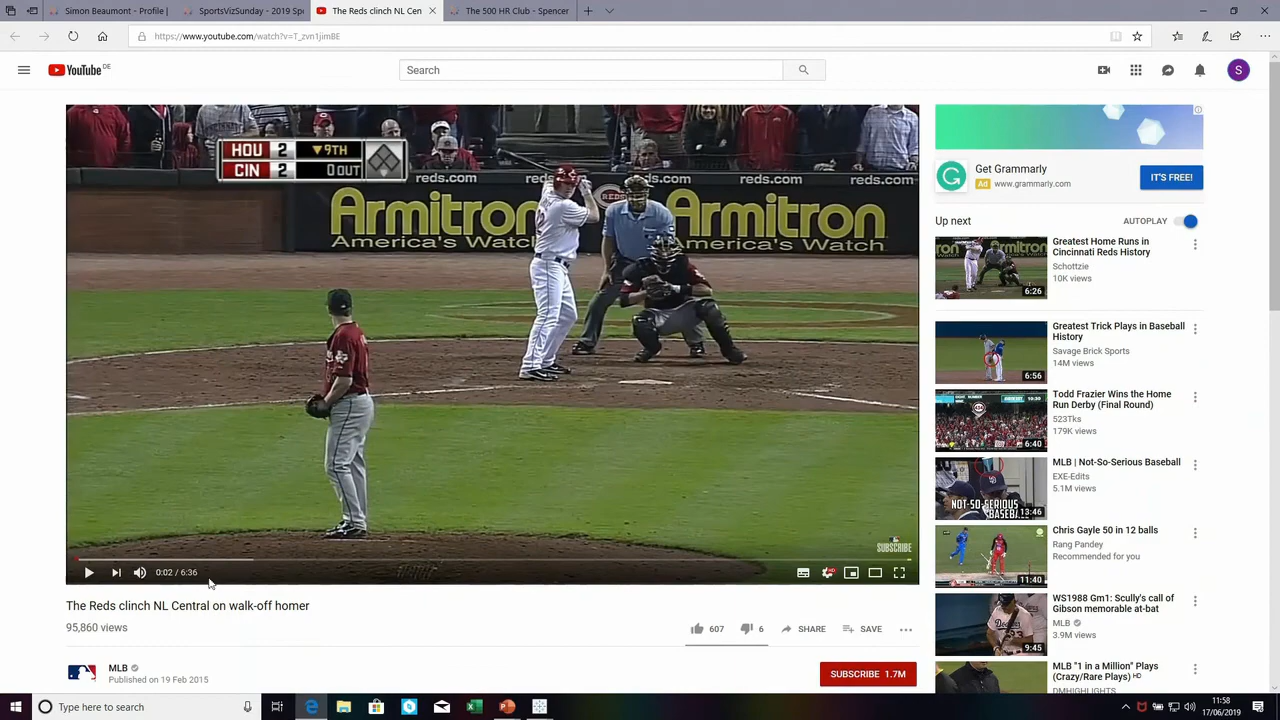 Simon Beaumont - Profile |
SportsVizSunday - 2019 Spo
The Reds clinch NL Cen
The 500 HR Club - Spencer
https://www.youtube.com/watch?v=T_zvn1jimBE
YouTube DE
Search
S
HOU 2 ▼9TH
CIN 2 0 OUT
reds.com
reds.com
reds.com
REDS
Armitron
America's Watch
Armitron
America's Watch
SUBSCRIBE
0:02 / 6:36
The Reds clinch NL Central on walk-off homer
95,860 views
607
6
SHARE
SAVE
MLB
Published on 19 Feb 2015
SUBSCRIBE 1.7M
Get Grammarly
Ad www.grammarly.com
IT'S FREE!
Up next
AUTOPLAY
Greatest Home Runs in
Cincinnati Reds History
Schottzie
10K views
6:26
Greatest Trick Plays in Baseball
History
Savage Brick Sports
14M views
6:56
Todd Frazier Wins the Home
Run Derby (Final Round)
523Tks
179K views
6:40
MLB | Not-So-Serious Baseball
EXE-Edits
5.1M views
NOT-SO-SERIOUS
BASEBALL
13:46
Chris Gayle 50 in 12 balls
Rang Pandey
Recommended for you
11:40
WS1988 Gm1: Scully's call of
Gibson memorable at-bat
MLB
3.9M views
9:45
MLB "1 in a Million" Plays
(Crazy/Rare Plays) HD
DMHIGHLIGHTS
Type here to search
11:58
17/06/2019